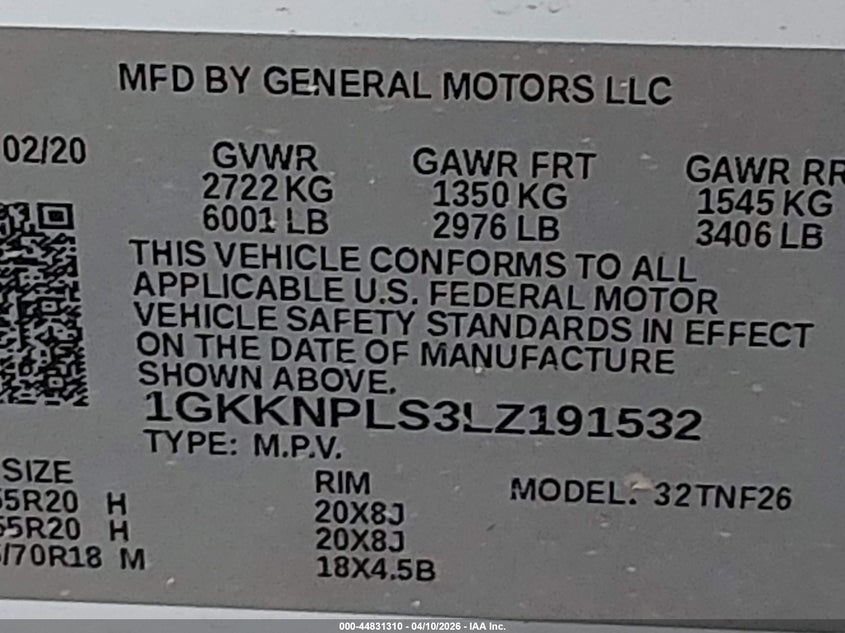 MFD BY GENERAL MOTORS LLC
02/20 GVWR GAWR FRT GAWR RR
2722 KG 1350 KG 1545 KG
6001 LB 2976 LB 3406 LB
THIS VEHICLE CONFORMS TO ALL
APPLICABLE U.S. FEDERAL MOTOR
VEHICLE SAFETY STANDARDS IN EFFECT
ON THE DATE OF MANUFACTURE
SHOWN ABOVE.
1GKKNPLS3LZ191532
TYPE: M.P.V.
SIZE RIM MODEL: 32TNF26
55R20 H 20X8J
55R20 H 20X8J
/70R18 M 18X4.5B
000-44831310 - 04/10/2026 - IAA Inc.